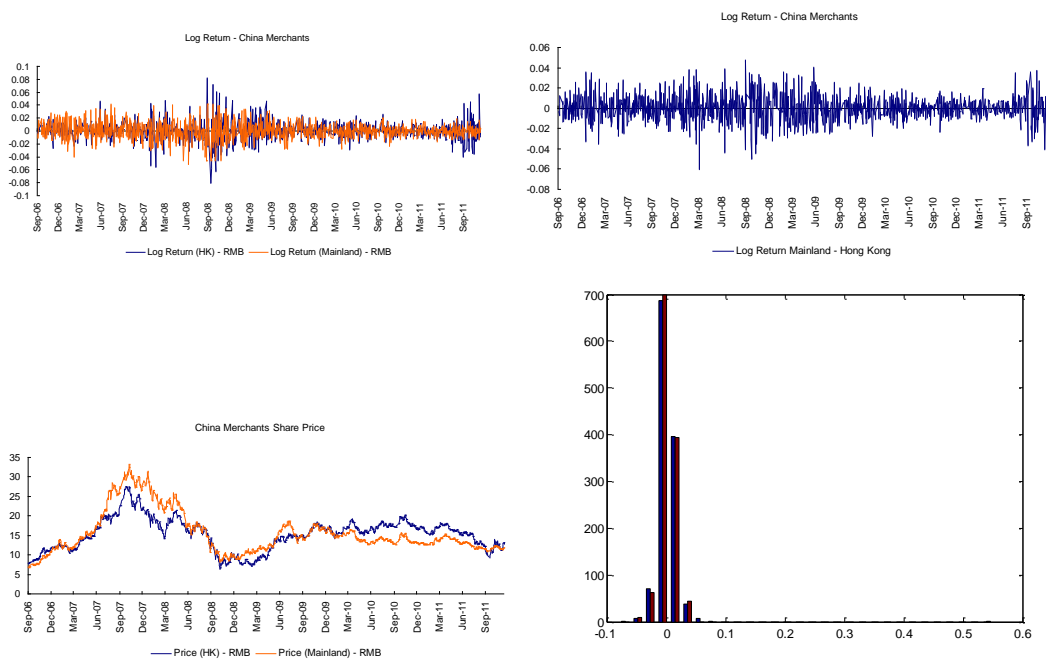 Log Return - China Merchants
0.1
0.08
0.06
0.04
0.02
0
-0.02
-0.04
-0.06
-0.08
-0.1
Sep-06
Dec-06
Mar-07
Jun-07
Sep-07
Dec-07
Mar-08
Jun-08
Sep-08
Dec-08
Mar-09
Jun-09
Sep-09
Dec-09
Mar-10
Jun-10
Sep-10
Dec-10
Mar-11
Jun-11
Sep-11
Log Return (HK) - RMB
Log Return (Mainland) - RMB
Log Return - China Merchants
0.06
0.04
0.02
0
-0.02
-0.04
-0.06
-0.08
Sep-06
Dec-06
Mar-07
Jun-07
Sep-07
Dec-07
Mar-08
Jun-08
Sep-08
Dec-08
Mar-09
Jun-09
Sep-09
Dec-09
Mar-10
Jun-10
Sep-10
Dec-10
Mar-11
Jun-11
Sep-11
Log Return Mainland - Hong Kong
China Merchants Share Price
35
30
25
20
15
10
5
0
Sep-06
Dec-06
Mar-07
Jun-07
Sep-07
Dec-07
Mar-08
Jun-08
Sep-08
Dec-08
Mar-09
Jun-09
Sep-09
Dec-09
Mar-10
Jun-10
Sep-10
Dec-10
Mar-11
Jun-11
Sep-11
Price (HK) - RMB
Price (Mainland) - RMB
700
600
500
400
300
200
100
0
-0.1
0
0.1
0.2
0.3
0.4
0.5
0.6